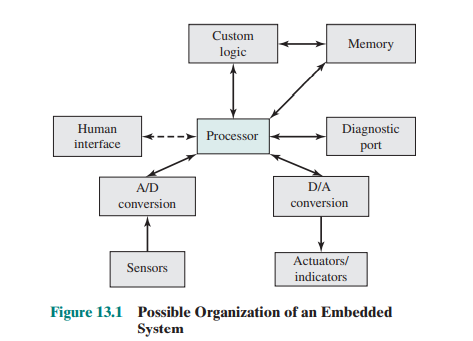 Custom
logic
Memory
Human
interface
Processor
Diagnostic
port
A/D
conversion
D/A
conversion
Sensors
Actuators/
indicators
Figure 13.1 Possible Organization of an Embedded
System